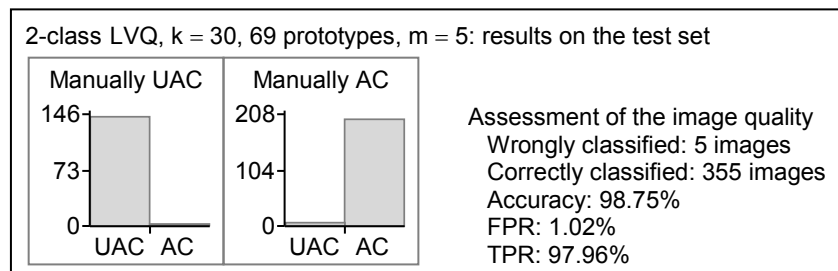 2-class LVQ, k = 30, 69 prototypes, m = 5: results on the test set
Manually UAC
146
73
0
UAC AC
Manually AC
208
104
0
UAC AC
Assessment of the image quality
Wrongly classified: 5 images
Correctly classified: 355 images
Accuracy: 98.75%
FPR: 1.02%
TPR: 97.96%